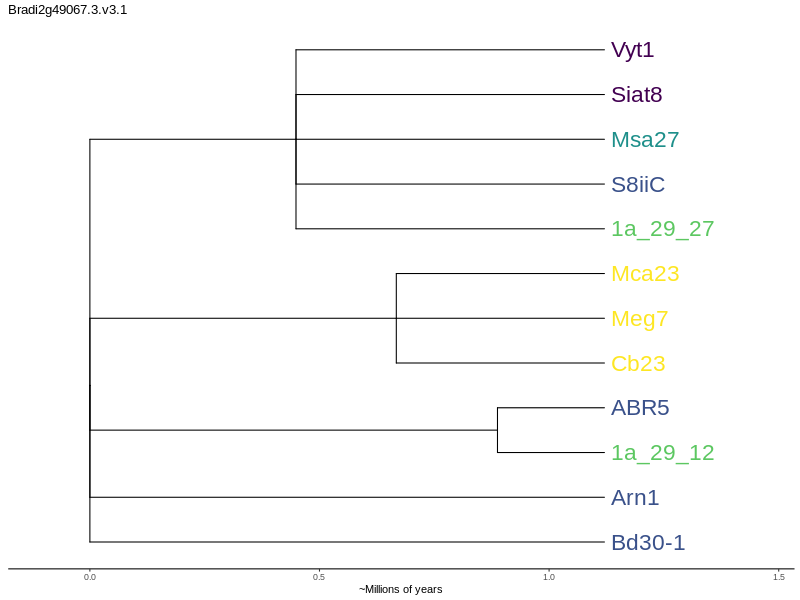 Bradi2g49067.3.v3.1
Vyt1
Siat8
Msa27
S8iiC
1a_29_27
Mca23
Meg7
Cb23
ABR5
1a_29_12
Arn1
Bd30-1
0.0 0.5 1.0 1.5
~Millions of years